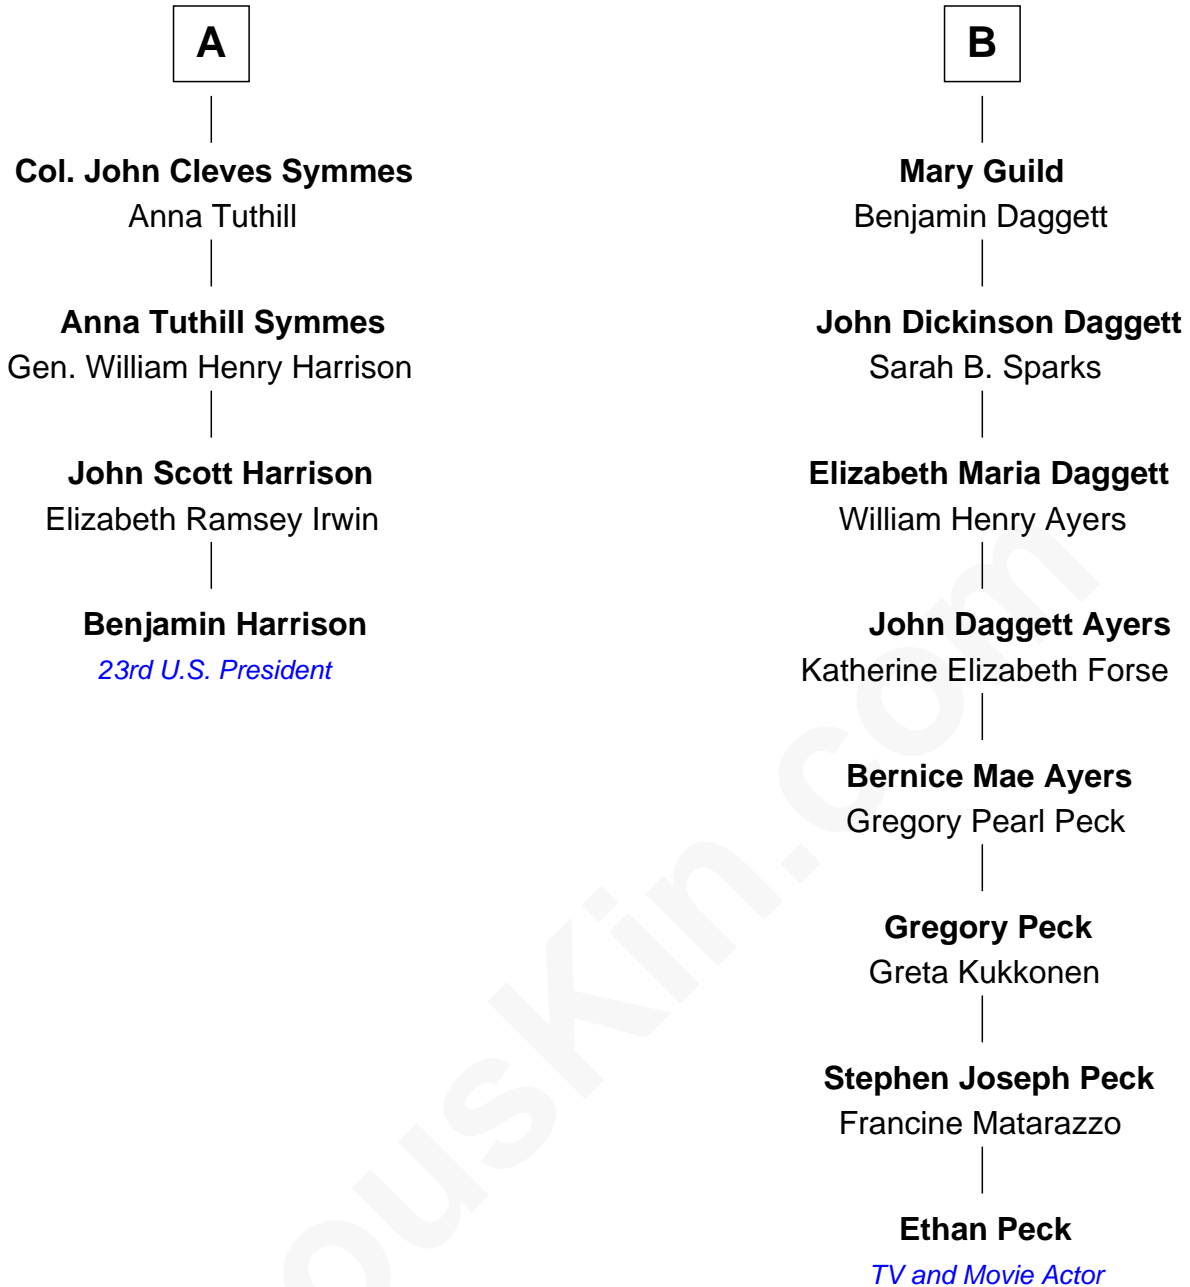 A
Col. John Cleves Symmes
Anna Tuthill
Anna Tuthill Symmes
Gen. William Henry Harrison
John Scott Harrison
Elizabeth Ramsey Irwin
Benjamin Harrison
23rd U.S. President
B
Mary Guild
Benjamin Daggett
John Dickinson Daggett
Sarah B. Sparks
Elizabeth Maria Daggett
William Henry Ayers
John Daggett Ayers
Katherine Elizabeth Forse
Bernice Mae Ayers
Gregory Pearl Peck
Gregory Peck
Greta Kukkonen
Stephen Joseph Peck
Francine Matarazzo
Ethan Peck
TV and Movie Actor
ousKin.com